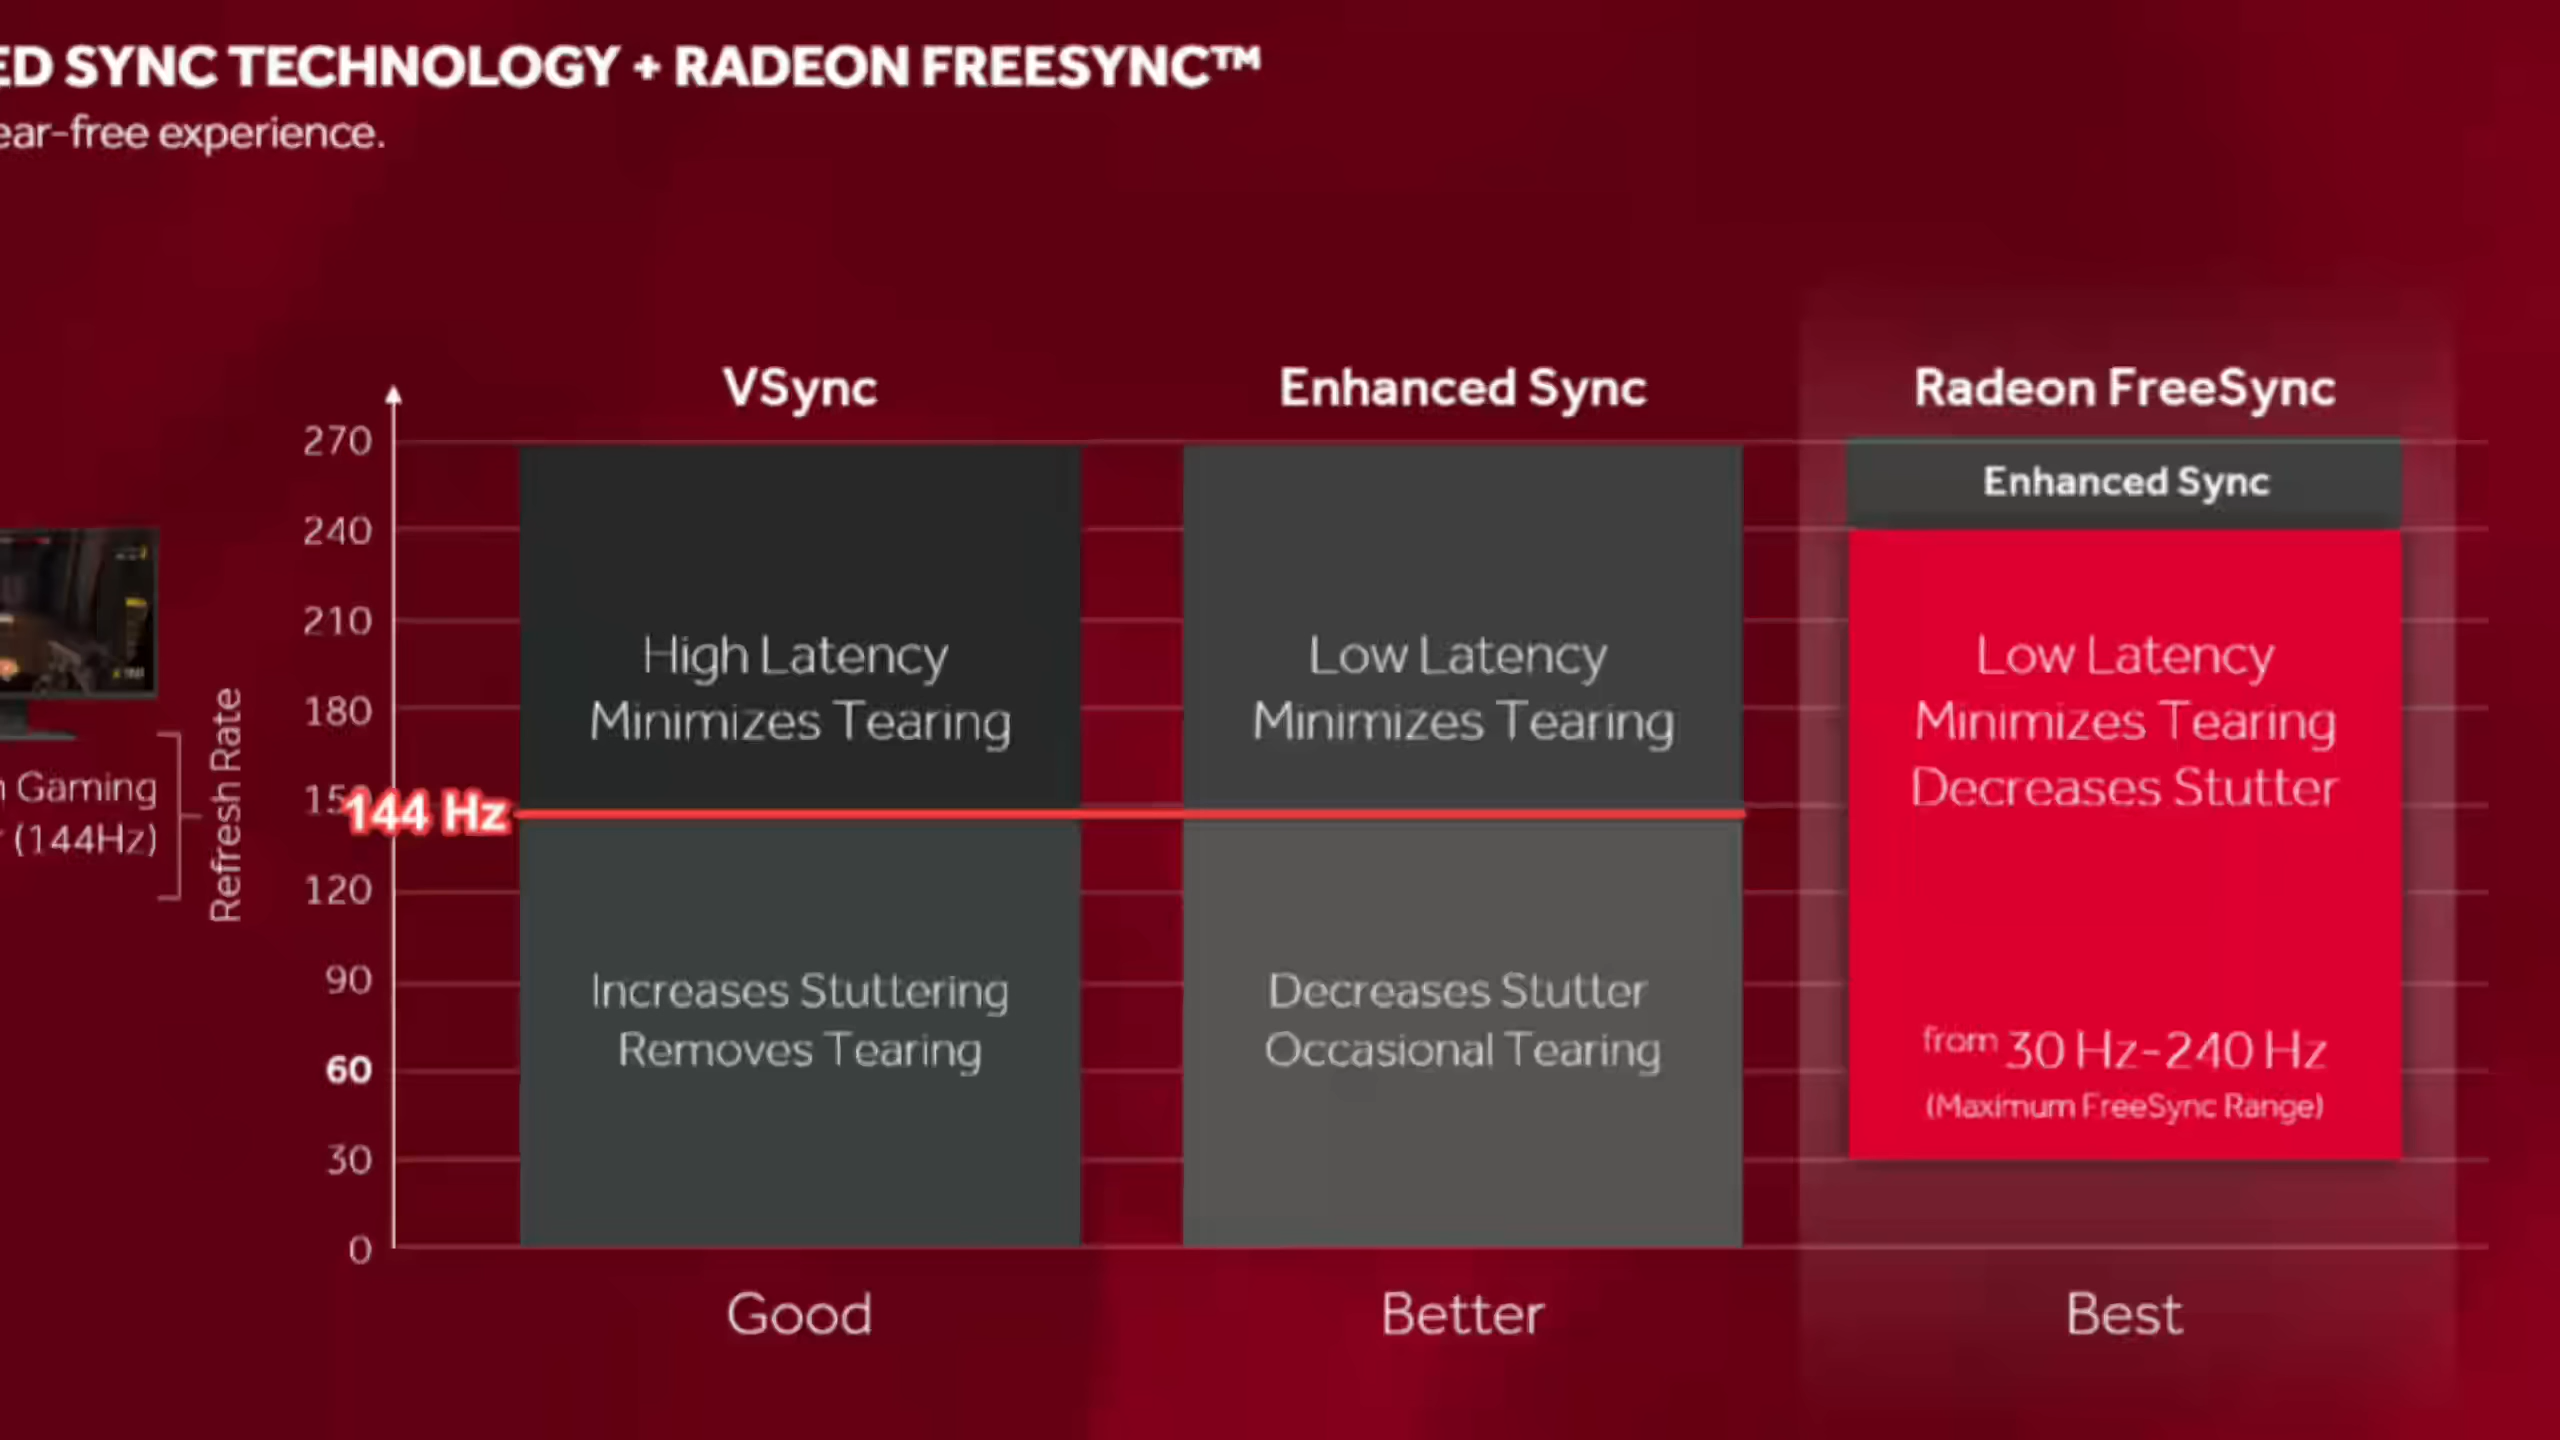 ED SYNC TECHNOLOGY + RADEON FREESYNC™
ear-free experience.
VSync
Enhanced Sync
Radeon FreeSync
270
240
210
180
144 Hz
120
90
60
30
0
Refresh Rate
Gaming
(144Hz)
High Latency
Minimizes Tearing
Increases Stuttering
Removes Tearing
Low Latency
Minimizes Tearing
Decreases Stutter
Occasional Tearing
Enhanced Sync
Low Latency
Minimizes Tearing
Decreases Stutter
from 30 Hz-240 Hz
(Maximum FreeSync Range)
Good
Better
Best